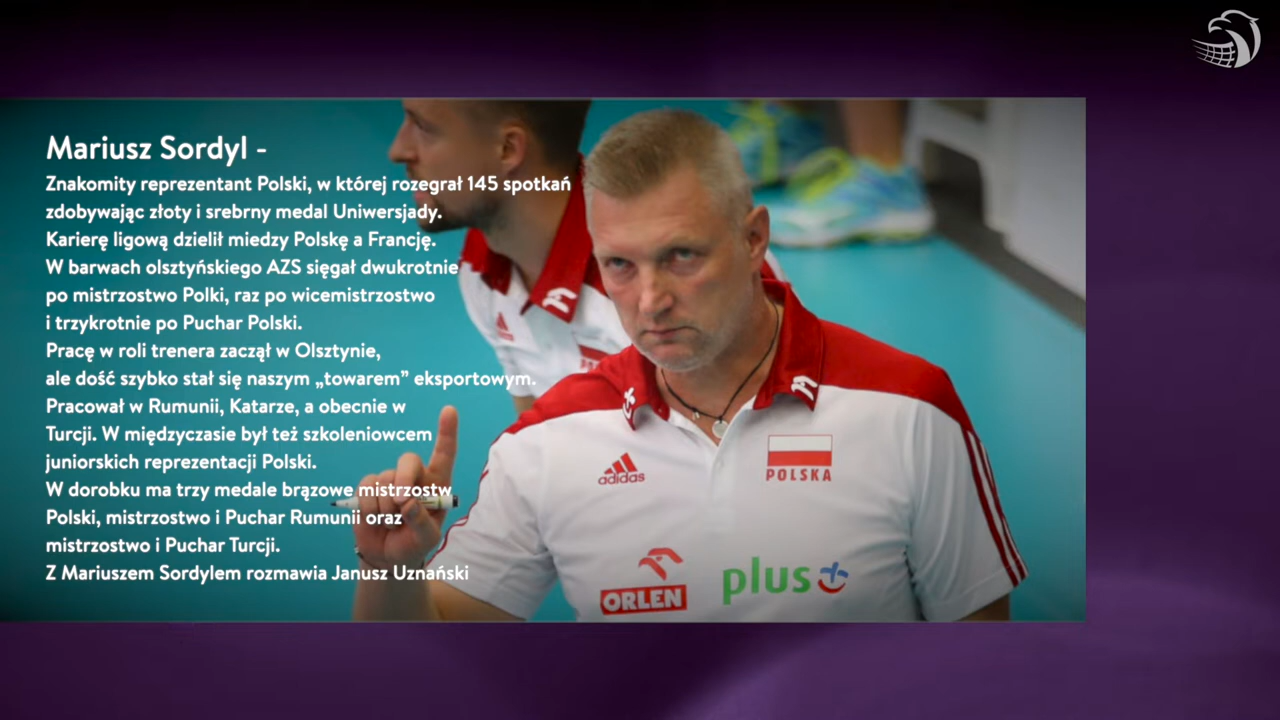 Mariusz Sordyl -
Znakomity reprezentant Polski, w której rozegrał 145 spotkań
zdobywając złoty i srebrny medal Uniwersjady.
Karierę ligową dzielił miedzy Polskę a Francję.
W barwach olsztyńskiego AZS sięgał dwukrotnie
po mistrzostwo Polki, raz po wicemistrzostwo
i trzykrotnie po Puchar Polski.
Pracę w roli trenera zaczął w Olsztynie,
ale dość szybko stał się naszym „towarem” eksportowym.
Pracował w Rumunii, Katarze, a obecnie w
Turcji. W międzyczasie był też szkoleniowcem
juniorskich reprezentacji Polski.
W dorobku ma trzy medale brązowe mistrzostw
Polski, mistrzostwo i Puchar Rumunii oraz
mistrzostwo i Puchar Turcji.
Z Mariuszem Sordylem rozmawia Janusz Uznański
adidas
POLSKA
ORLEN
plus